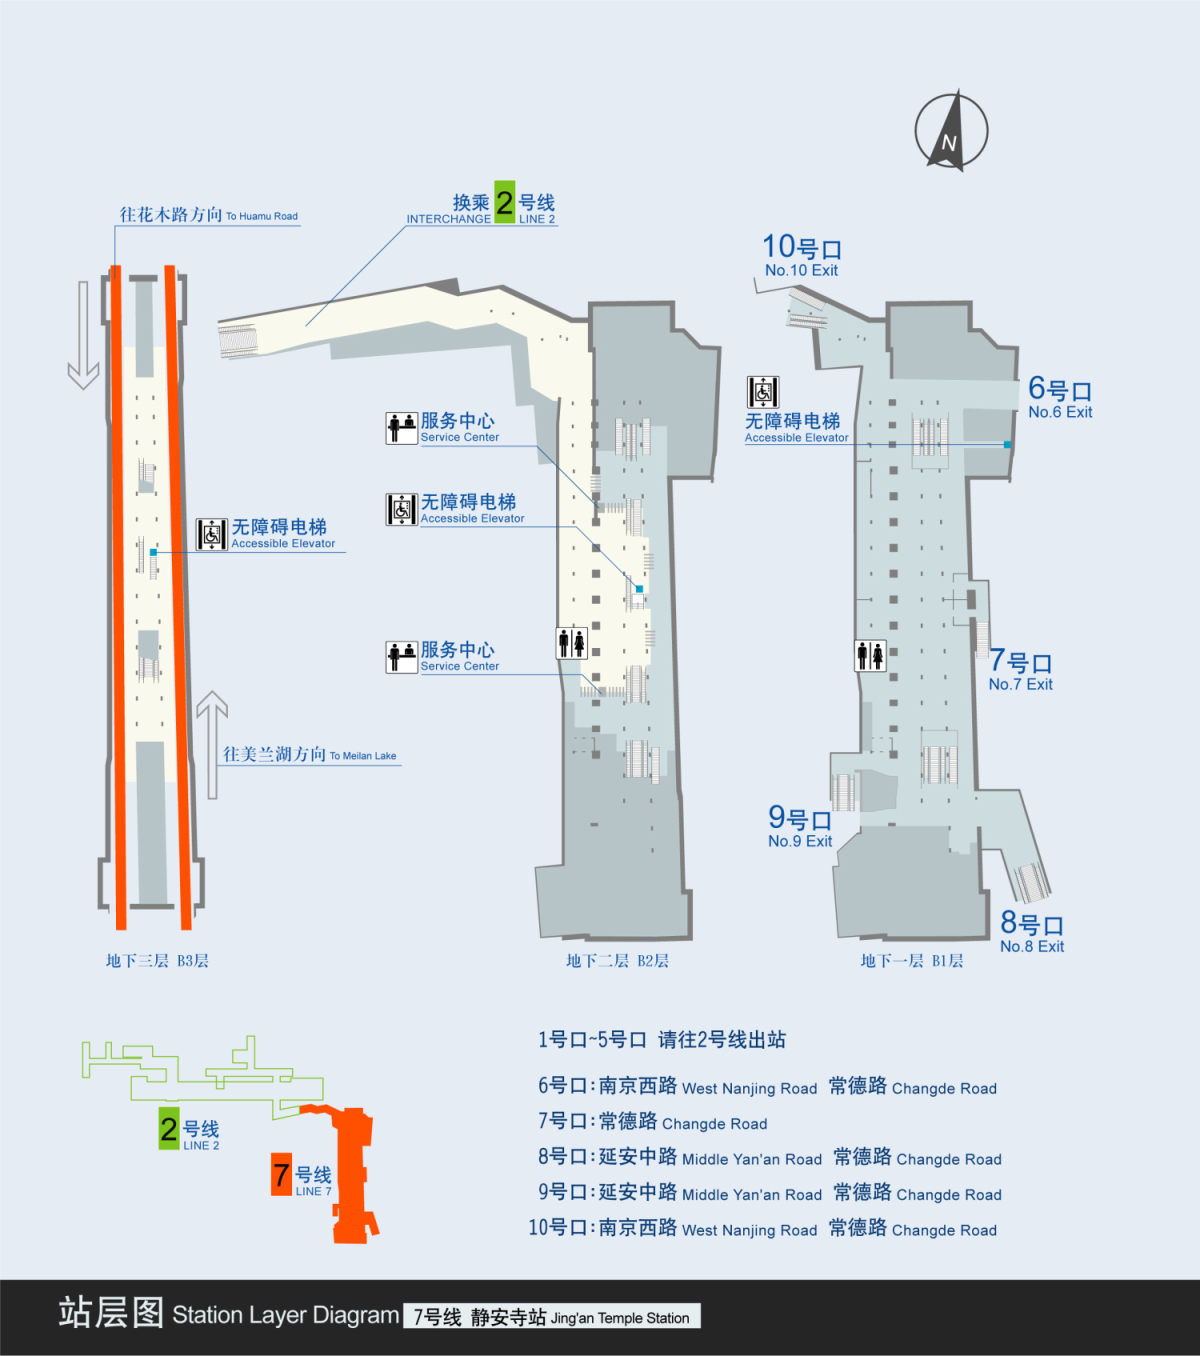 N
换乘 2 号线
INTERCHANGE LINE 2
往花木路方向 To Huamu Road
10号口
No.10 Exit
6号口
No.6 Exit
服务中心
Service Center
无障碍电梯
Accessible Elevator
无障碍电梯
Accessible Elevator
无障碍电梯
Accessible Elevator
服务中心
Service Center
7号口
No.7 Exit
往美兰湖方向 To Meilan Lake
9号口
No.9 Exit
8号口
No.8 Exit
地下三层 B3层
地下二层 B2层
地下一层 B1层
2 号线
LINE 2
7 号线
LINE 7
1号口~5号口 请往2号线出站
6号口:南京西路 West Nanjing Road 常德路 Changde Road
7号口:常德路 Changde Road
8号口:延安中路 Middle Yan'an Road 常德路 Changde Road
9号口:延安中路 Middle Yan'an Road 常德路 Changde Road
10号口:南京西路 West Nanjing Road 常德路 Changde Road
站层图 Station Layer Diagram 7号线 静安寺站 Jing'an Temple Station